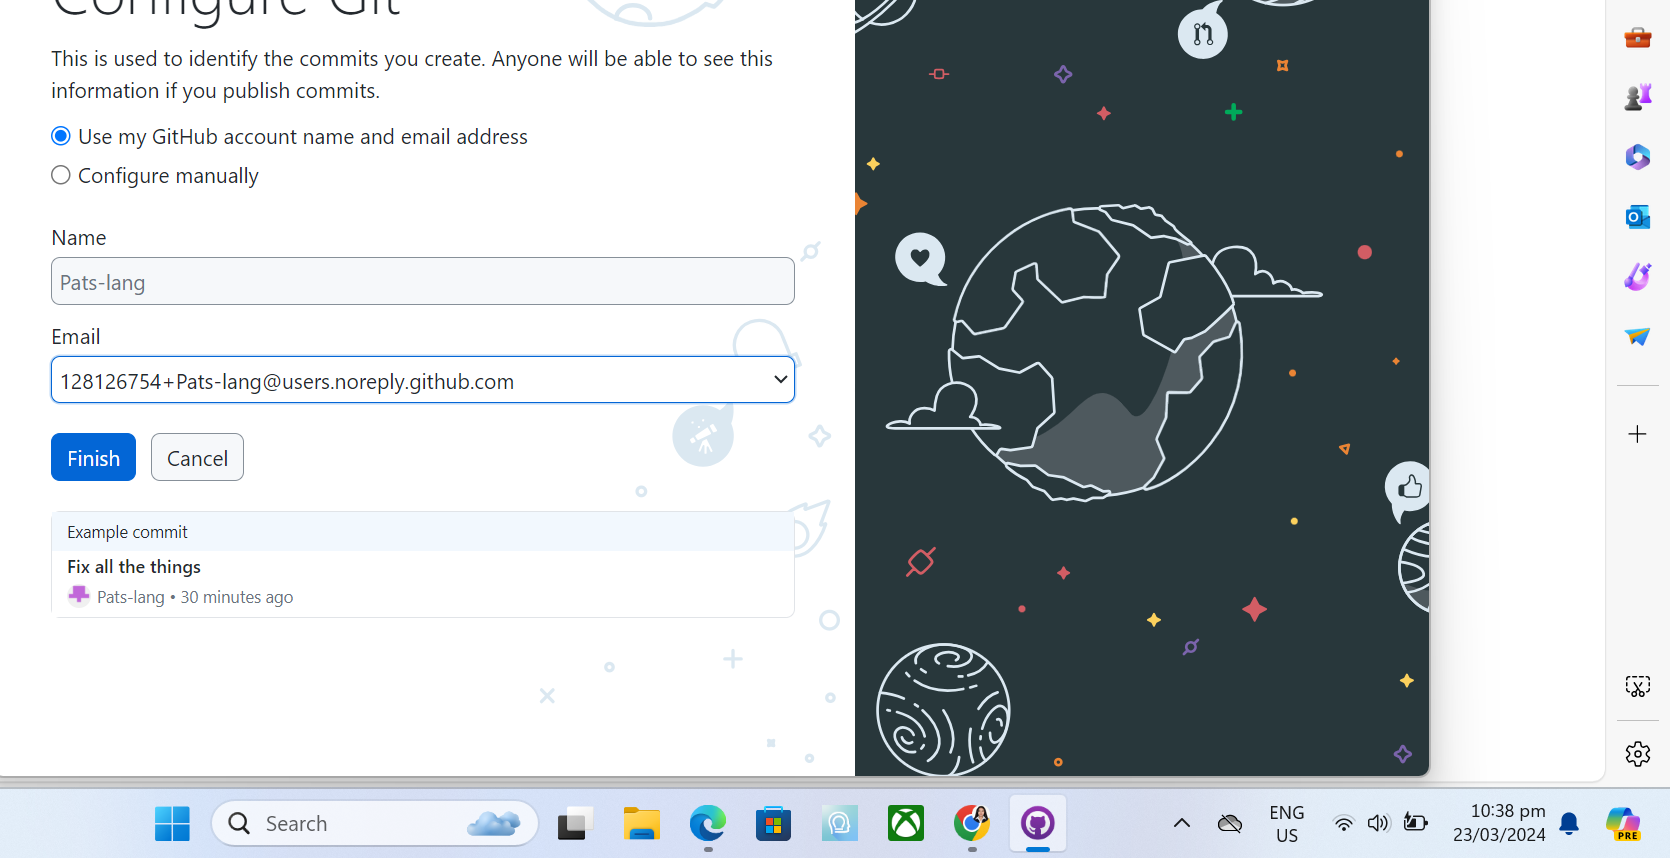 Configure Git
This is used to identify the commits you create. Anyone will be able to see this
information if you publish commits.
Use my GitHub account name and email address
Configure manually
Name
Pats-lang
Email
128126754+Pats-lang@users.noreply.github.com
Finish
Cancel
Example commit
Fix all the things
Pats-lang • 30 minutes ago
Search
ENG
US
10:38 pm
23/03/2024
PRE